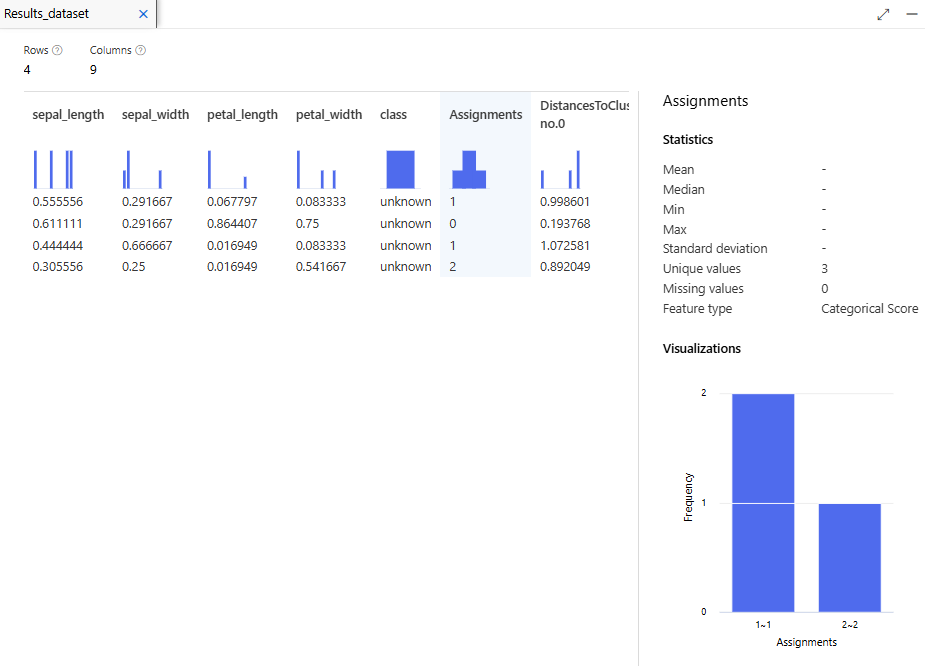 Results_dataset
Rows Columns
4 9
sepal_length sepal_width petal_length petal_width class Assignments DistancesToClus
no.0
0.555556 0.291667 0.067797 0.083333 unknown 1 0.998601
0.611111 0.291667 0.864407 0.75 unknown 0 0.193768
0.444444 0.666667 0.016949 0.083333 unknown 1 1.072581
0.305556 0.25 0.016949 0.541667 unknown 2 0.892049
Assignments
Statistics
Mean -
Median -
Min -
Max -
Standard deviation -
Unique values 3
Missing values 0
Feature type Categorical Score
Visualizations
2
1
0
Frequency
1~1 2~2
Assignments